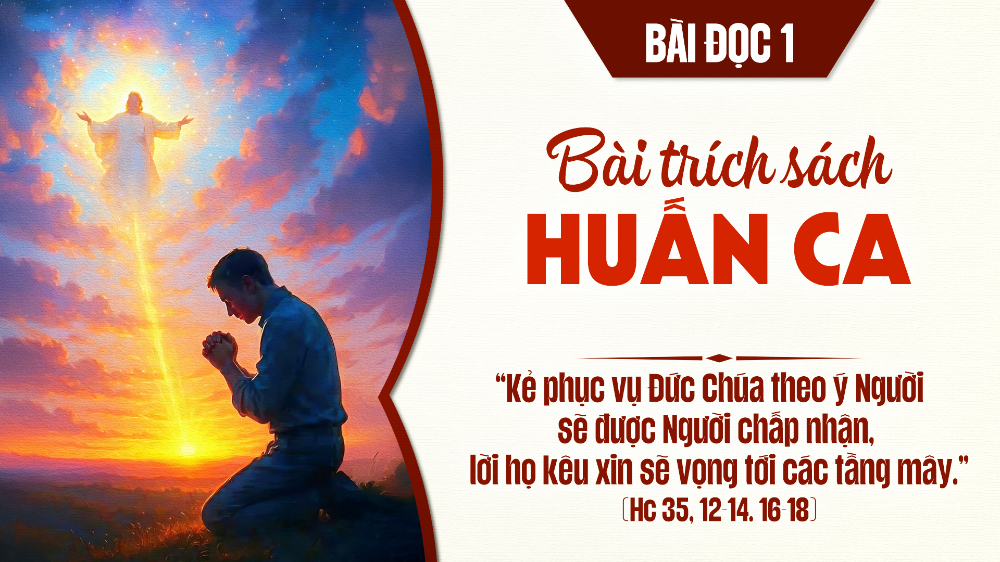 BÀI ĐỌC 1
Bài trích sách
HUẤN CA
“Kẻ phục vụ Đức Chúa theo ý Người
sẽ được Người chấp nhận,
lời họ kêu xin sẽ vọng tới các tầng mây.”
(Hc 35, 12-14. 16-18)